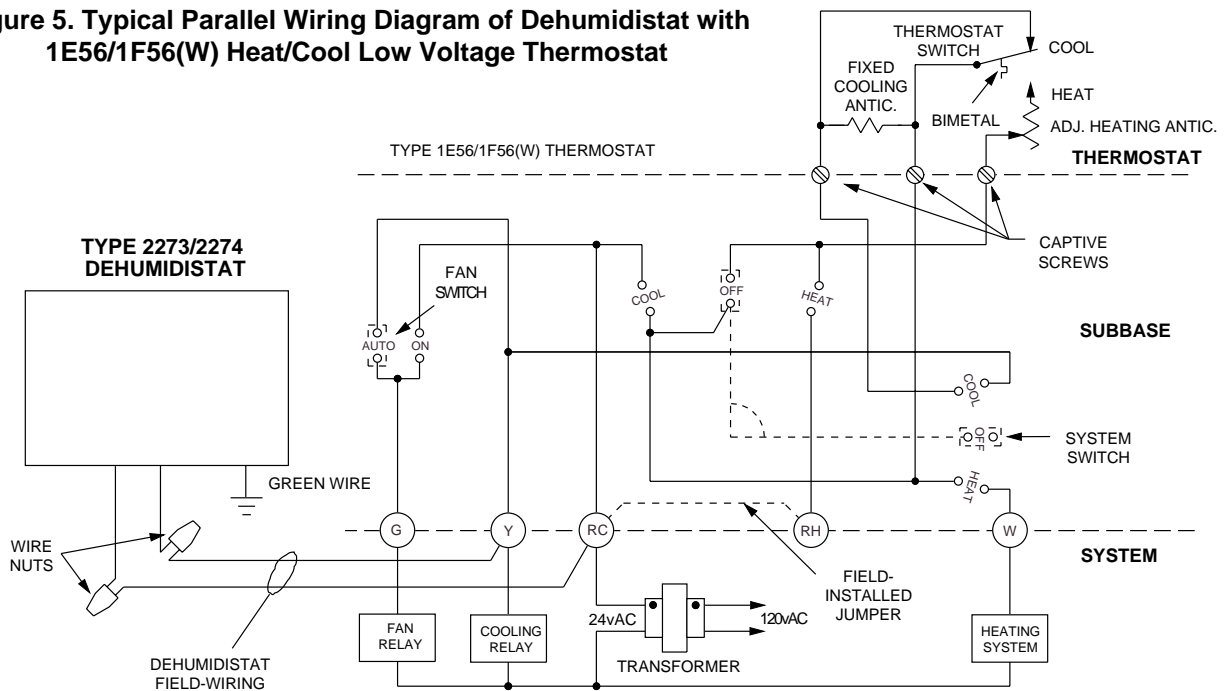 gure 5. Typical Parallel Wiring Diagram of Dehumidistat with
1E56/1F56(W) Heat/Cool Low Voltage Thermostat
THERMOSTAT
SWITCH
COOL
FIXED
COOLING
ANTIC.
BIMETAL
HEAT
ADJ. HEATING ANTIC.
TYPE 1E56/1F56(W) THERMOSTAT
THERMOSTAT
CAPTIVE
SCREWS
TYPE 2273/2274
DEHUMIDISTAT
FAN
SWITCH
AUTO
ON
COOL
OFF
HEAT
SUBBASE
COOL
OFF
SYSTEM
SWITCH
HEAT
GREEN WIRE
G
Y
RC
RH
W
WIRE
NUTS
SYSTEM
FIELD-
INSTALLED
JUMPER
24vAC
120vAC
TRANSFORMER
FAN
RELAY
COOLING
RELAY
HEATING
SYSTEM
DEHUMIDISTAT
FIELD-WIRING